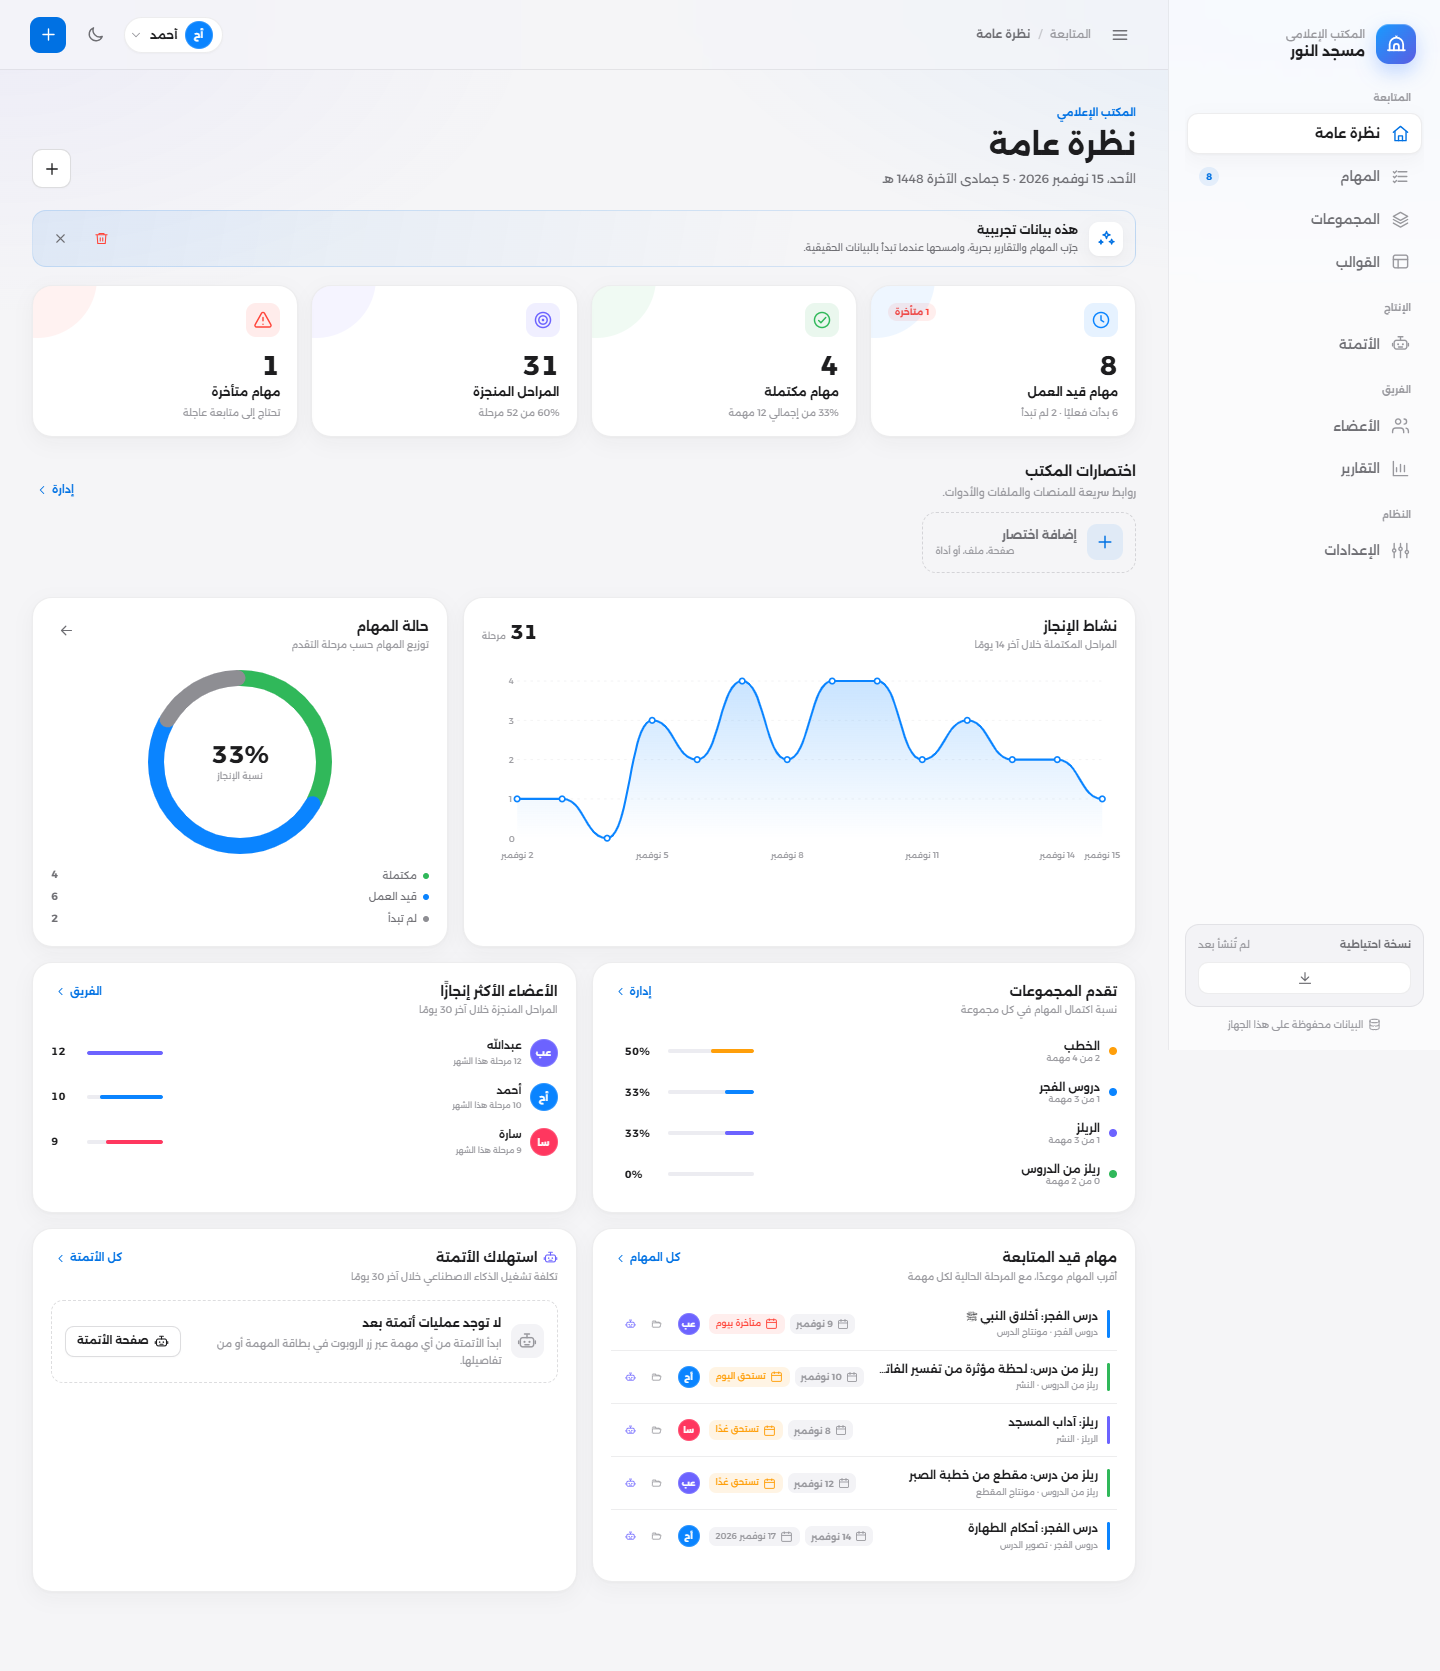 المكتب الإعلامي
مسجد النور
المتابعة
نظرة عامة
المهام
8
المجموعات
القوالب
الإنتاج
الأتمتة
الفريق
الأعضاء
التقارير
النظام
الإعدادات
نسخة احتياطية
لم تُنشأ بعد
البيانات محفوظة على هذا الجهاز
المتابعة / نظرة عامة
أح أحمد
المكتب الإعلامي
نظرة عامة
الأحد، 15 نوفمبر 2026 · 5 جمادى الآخرة 1448 هـ
هذه بيانات تجريبية
جرّب المهام والتقارير بحرية، وامسحها عندما تبدأ بالبيانات الحقيقية.
1 متأخرة
8
مهام قيد العمل
6 بدأت فعليًا · 2 لم تبدأ
4
مهام مكتملة
33% من إجمالي 12 مهمة
31
المراحل المنجزة
60% من 52 مرحلة
1
مهام متأخرة
تحتاج إلى متابعة عاجلة
اختصارات المكتب
روابط سريعة للمنصات والملفات والأدوات.
إدارة
إضافة اختصار
صفحة، ملف، أو أداة
نشاط الإنجاز
المراحل المكتملة خلال آخر 14 يومًا
31 مرحلة
4
3
2
1
0
2 نوفمبر
5 نوفمبر
8 نوفمبر
11 نوفمبر
14 نوفمبر
15 نوفمبر
حالة المهام
توزيع المهام حسب مرحلة التقدم
33%
نسبة الإنجاز
مكتملة 4
قيد العمل 6
لم تبدأ 2
تقدم المجموعات
نسبة اكتمال المهام في كل مجموعة
إدارة
الخطب
2 من 4 مهمة
50%
دروس الفجر
1 من 3 مهمة
33%
الريلز
1 من 3 مهمة
33%
ريلز من الدروس
0 من 2 مهمة
0%
الأعضاء الأكثر إنجازًا
المراحل المنجزة خلال آخر 30 يومًا
الفريق
عب
عبدالله
12 مرحلة هذا الشهر
12
أح
أحمد
10 مرحلة هذا الشهر
10
سا
سارة
9 مرحلة هذا الشهر
9
مهام قيد المتابعة
أقرب المهام موعدًا، مع المرحلة الحالية لكل مهمة
كل المهام
درس الفجر: أخلاق النبي ﷺ
دروس الفجر · مونتاج الدرس
9 نوفمبر
متأخرة بيوم
عب
ريلز من درس: لحظة مؤثرة من تفسير الفات...
ريلز من الدروس · النشر
10 نوفمبر
تستحق اليوم
أح
ريلز: آداب المسجد
الريلز · النشر
8 نوفمبر
تستحق غدًا
سا
ريلز من درس: مقطع من خطبة الصبر
ريلز من الدروس · مونتاج المقطع
12 نوفمبر
تستحق غدًا
عب
درس الفجر: أحكام الطهارة
دروس الفجر · تصوير الدرس
14 نوفمبر
17 نوفمبر 2026
أح
استهلاك الأتمتة
تكلفة تشغيل الذكاء الاصطناعي خلال آخر 30 يومًا
كل الأتمتة
لا توجد عمليات أتمتة بعد
ابدأ الأتمتة من أي مهمة عبر زر الروبوت في بطاقة المهمة أو من
تفاصيلها.
صفحة الأتمتة